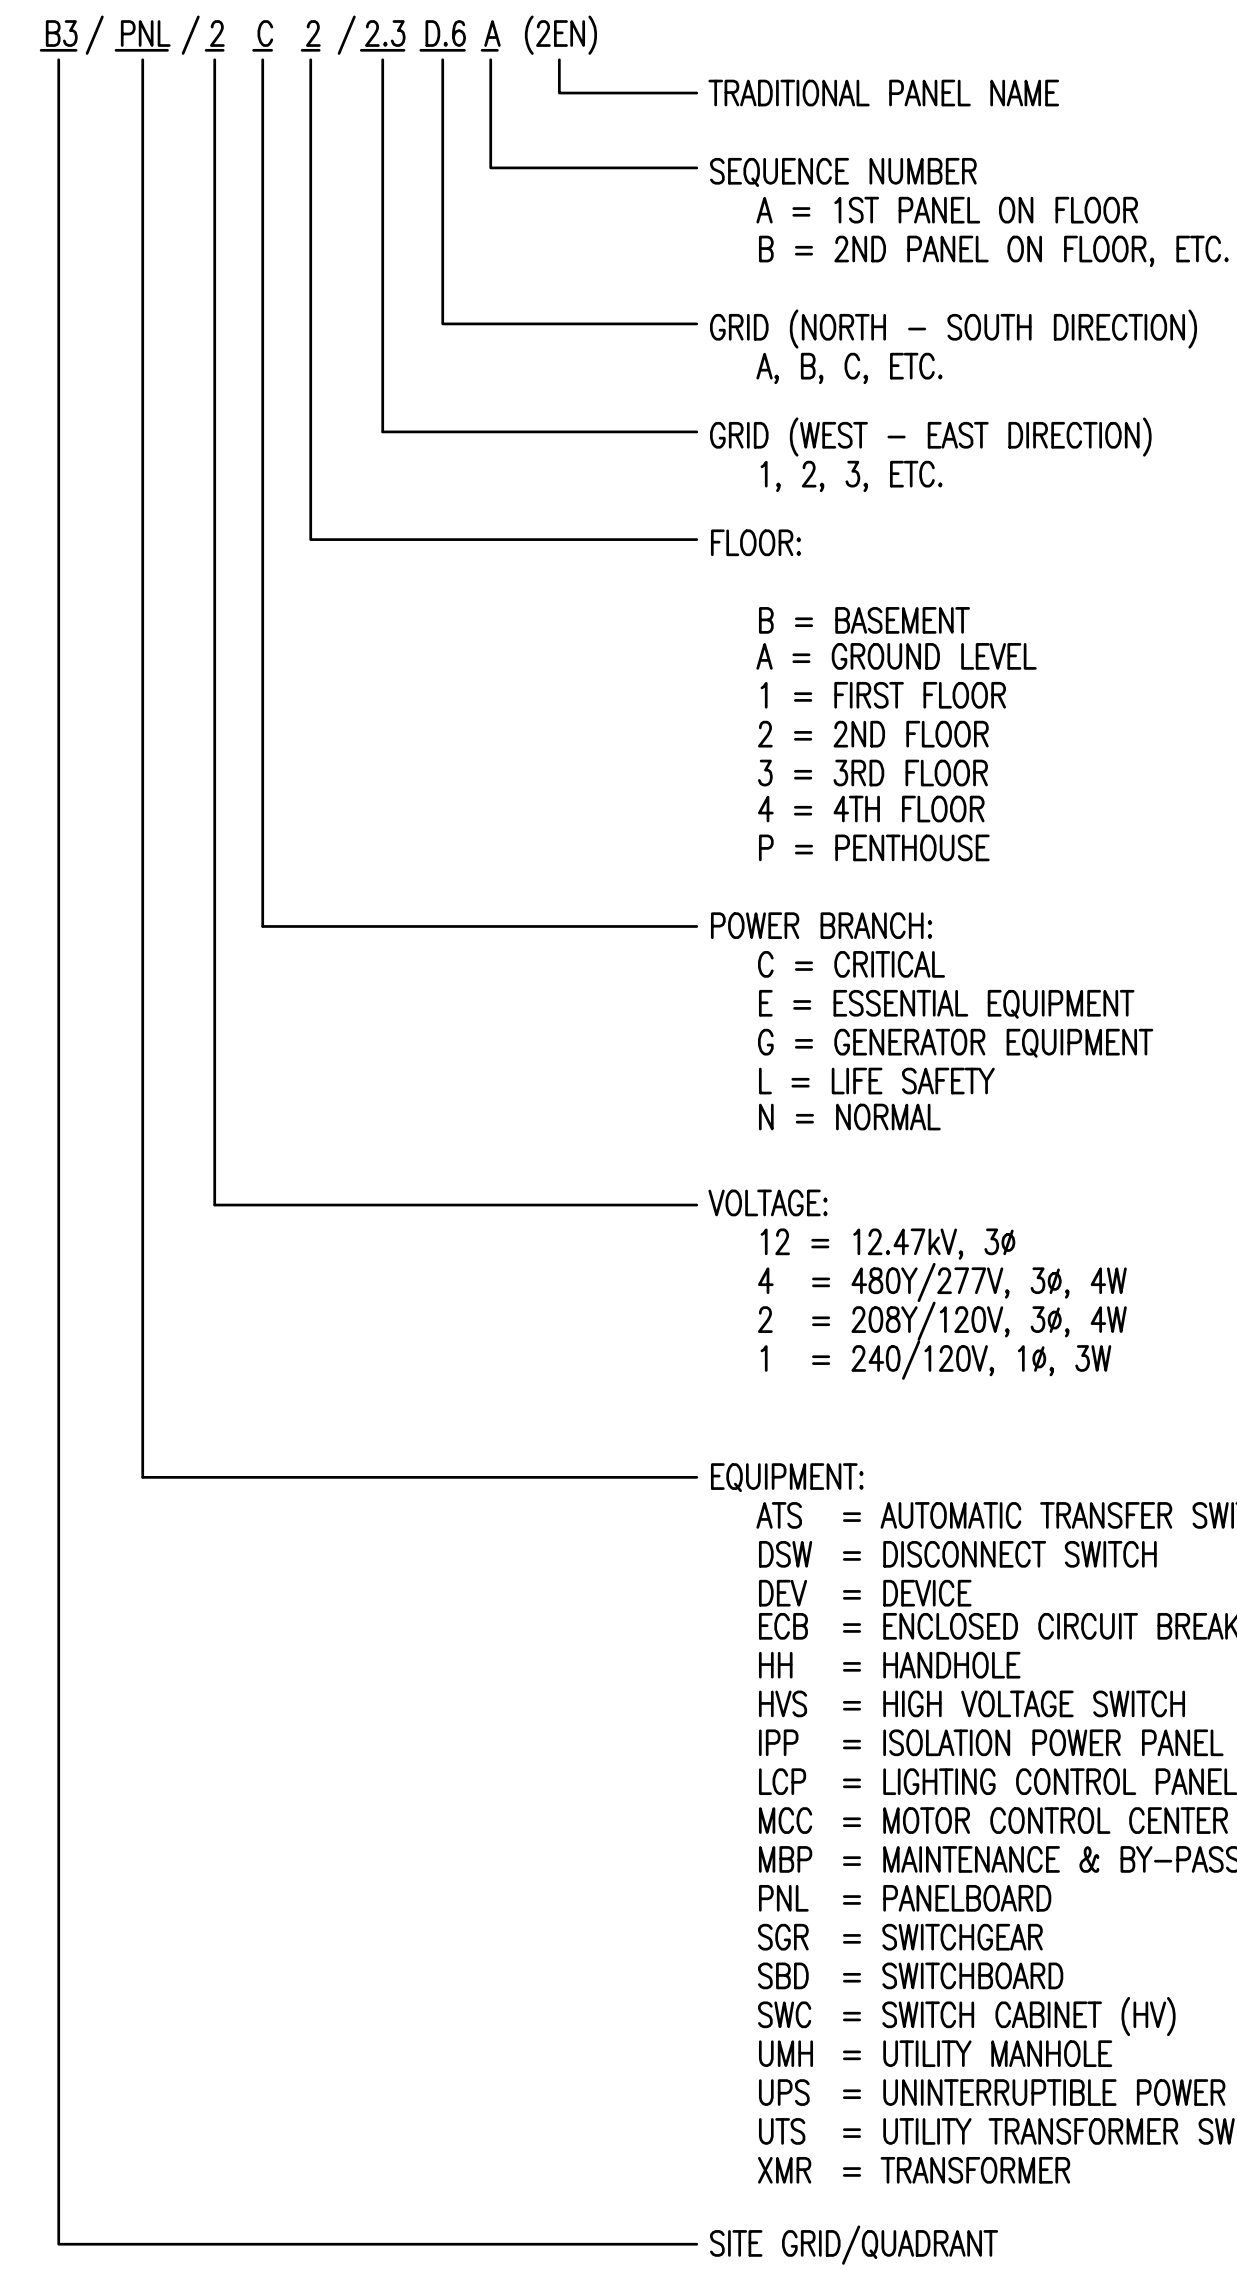 B3 / PNL / 2 C 2 / 2.3 D.6 A (2EN)
TRADITIONAL PANEL NAME
SEQUENCE NUMBER
A = 1ST PANEL ON FLOOR
B = 2ND PANEL ON FLOOR, ETC.
GRID (NORTH – SOUTH DIRECTION)
A, B, C, ETC.
GRID (WEST – EAST DIRECTION)
1, 2, 3, ETC.
FLOOR:
B = BASEMENT
A = GROUND LEVEL
1 = FIRST FLOOR
2 = 2ND FLOOR
3 = 3RD FLOOR
4 = 4TH FLOOR
P = PENTHOUSE
POWER BRANCH:
C = CRITICAL
E = ESSENTIAL EQUIPMENT
G = GENERATOR EQUIPMENT
L = LIFE SAFETY
N = NORMAL
VOLTAGE:
12 = 12.47kV, 3ø
4 = 480Y/277V, 3ø, 4W
2 = 208Y/120V, 3ø, 4W
1 = 240/120V, 1ø, 3W
EQUIPMENT:
ATS = AUTOMATIC TRANSFER SWI
DSW = DISCONNECT SWITCH
DEV = DEVICE
ECB = ENCLOSED CIRCUIT BREAK
HH = HANDHOLE
HVS = HIGH VOLTAGE SWITCH
IPP = ISOLATION POWER PANEL
LCP = LIGHTING CONTROL PANEL
MCC = MOTOR CONTROL CENTER
MBP = MAINTENANCE & BY–PASS
PNL = PANELBOARD
SGR = SWITCHGEAR
SBD = SWITCHBOARD
SWC = SWITCH CABINET (HV)
UMH = UTILITY MANHOLE
UPS = UNINTERRUPTIBLE POWER
UTS = UTILITY TRANSFORMER SW
XMR = TRANSFORMER
SITE GRID/QUADRANT